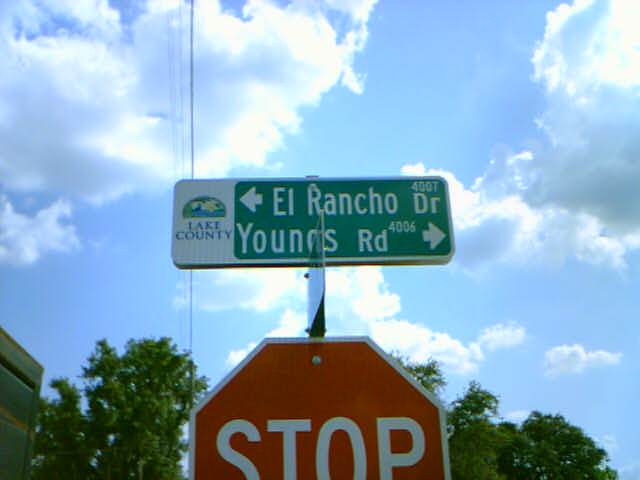 4007
El Rancho Dr
LAKE
COUNTY
Youngs Rd 4006
STOP